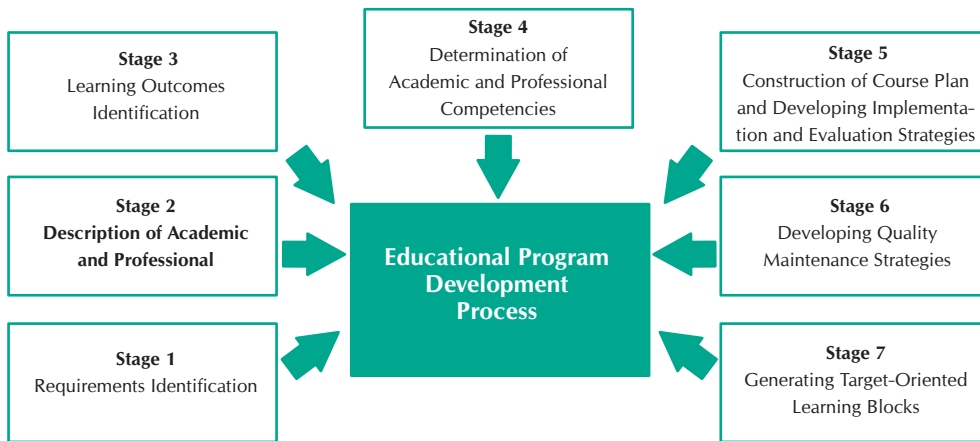 Stage 4
Determination of
Academic and Professional
Competencies
Stage 3
Learning Outcomes
Identification
Stage 5
Construction of Course Plan
and Developing Implementa-
tion and Evaluation Strategies
Stage 2
Description of Academic
and Professional
Educational Program
Development
Process
Stage 6
Developing Quality
Maintenance Strategies
Stage 1
Requirements Identification
Stage 7
Generating Target-Oriented
Learning Blocks